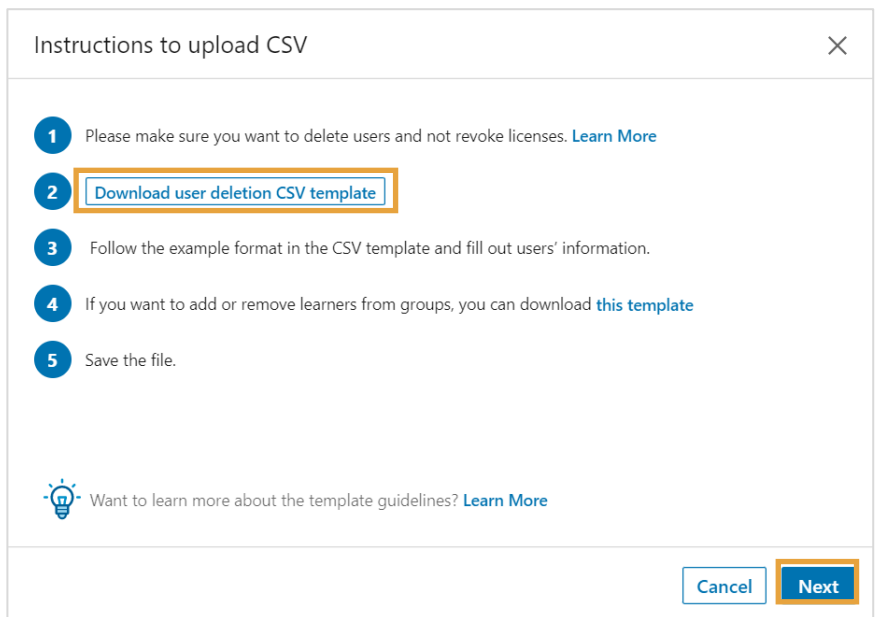 Instructions to upload CSV
1 Please make sure you want to delete users and not revoke licenses. Learn More
2 Download user deletion CSV template
3 Follow the example format in the CSV template and fill out users’ information.
4 If you want to add or remove learners from groups, you can download this template
5 Save the file.
Want to learn more about the template guidelines? Learn More
Cancel Next